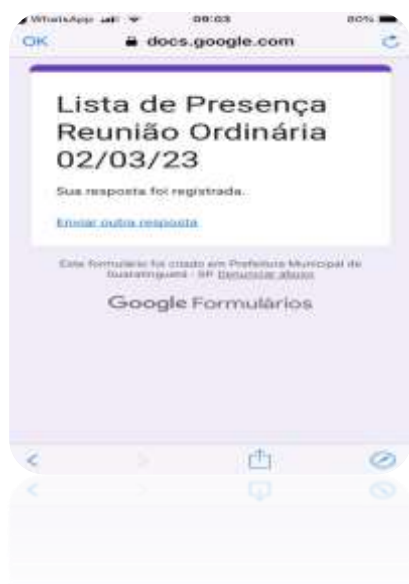 WhatsApp 09:03 80%
OK docs.google.com
Lista de Presença
Reunião Ordinária
02/03/23
Sua resposta foi registrada.
Enviar outra resposta
Este formulário foi criado em Prefeitura Municipal de
Guaratinguetá - SP. Denunciar abuso
Google Formulários